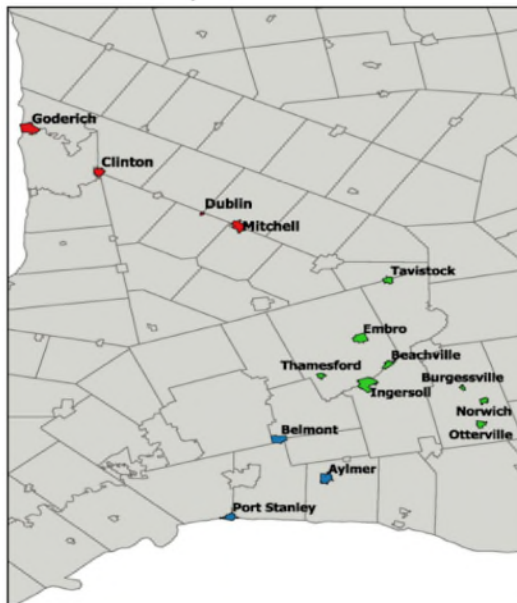 Goderich
Clinton
Dublin
Mitchell
Tavistock
Embro
Beachville
Thamesford
Burgessville
Ingersoll
Norwich
Otterville
Belmont
Aylmer
Port Stanley